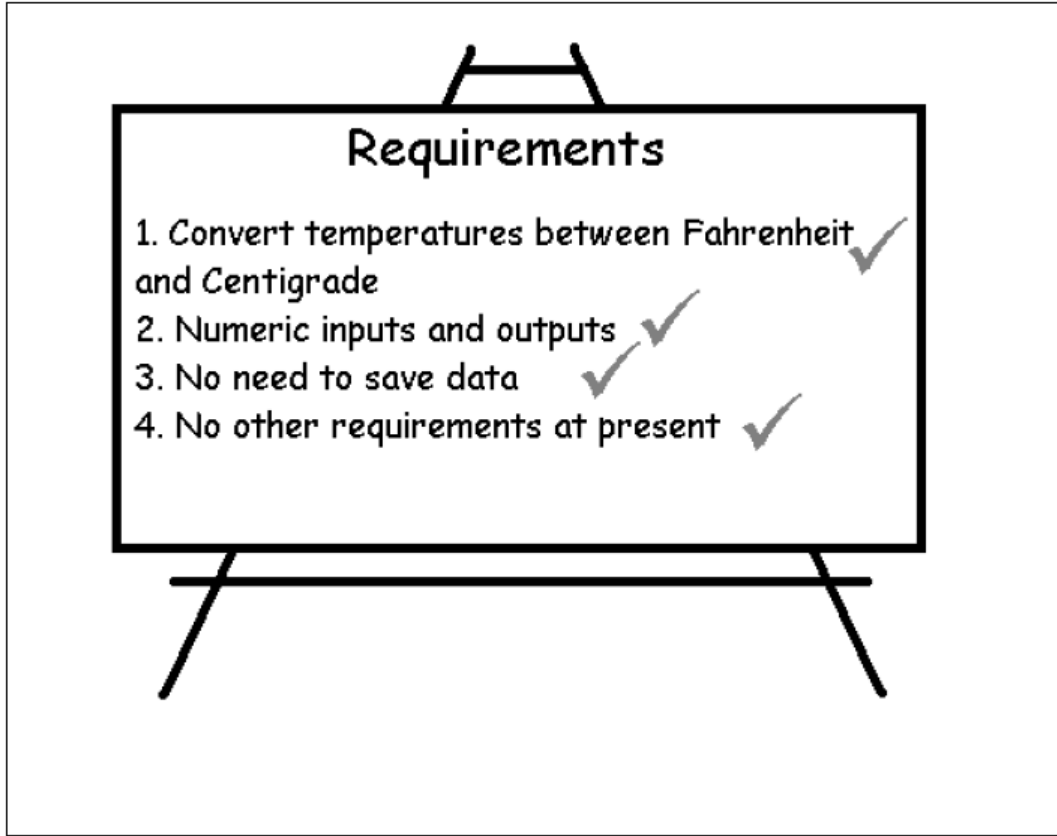 Requirements
1. Convert temperatures between Fahrenheit
and Centigrade
2. Numeric inputs and outputs
3. No need to save data
4. No other requirements at present